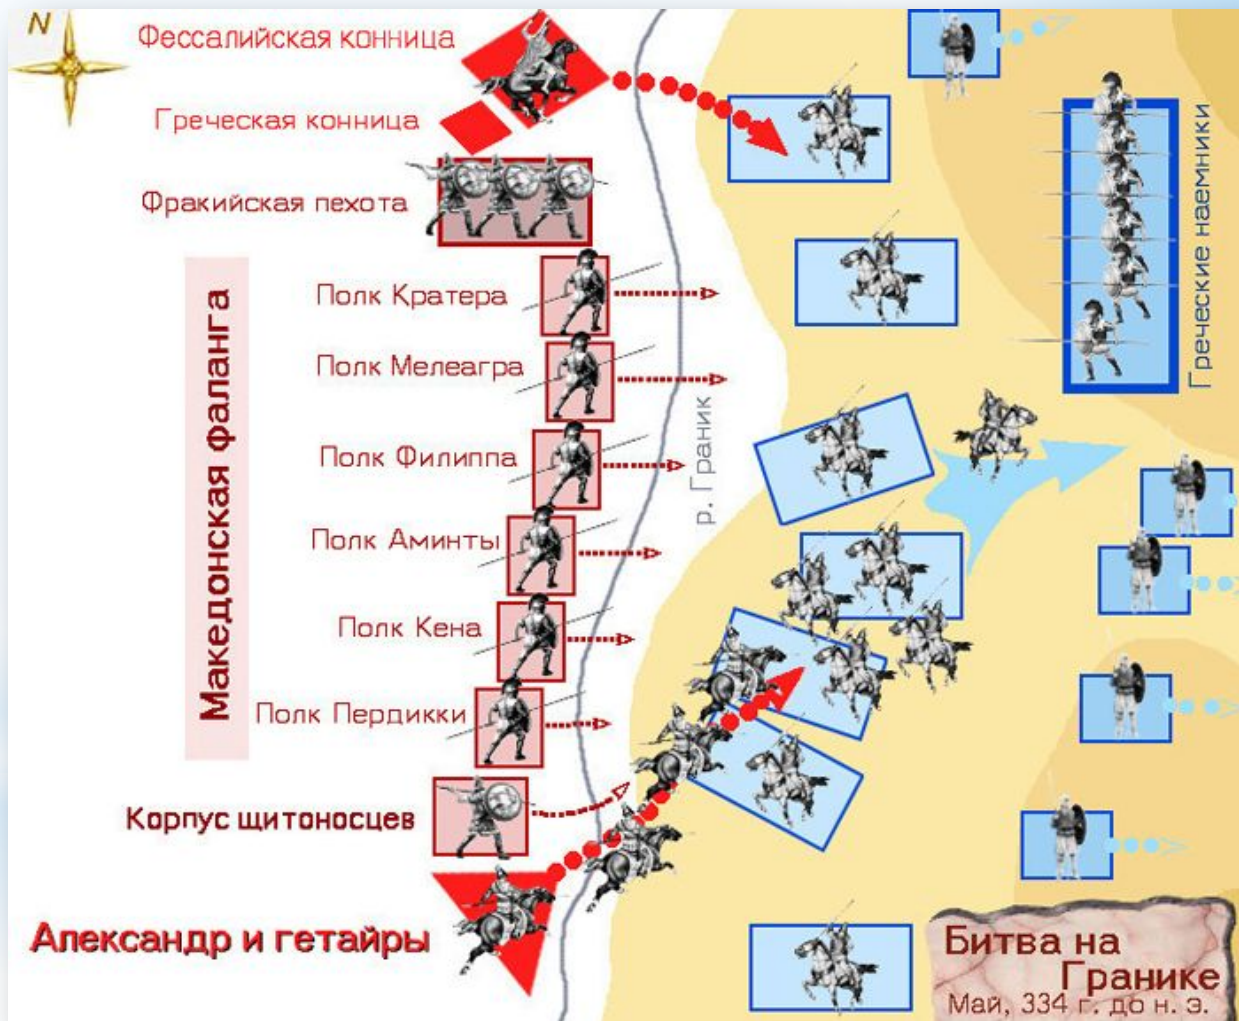 N
Фессалийская конница
Греческая конница
Фракийская пехота
Македонская фаланга
Полк Кратера
Полк Мелеагра
Полк Филиппа
Полк Аминты
Полк Кена
Полк Пердикки
Корпус щитоносцев
Александр и гетайры
р. Граник
Греческие наемники
Битва на
Гранике
Май, 334 г. до н. э.